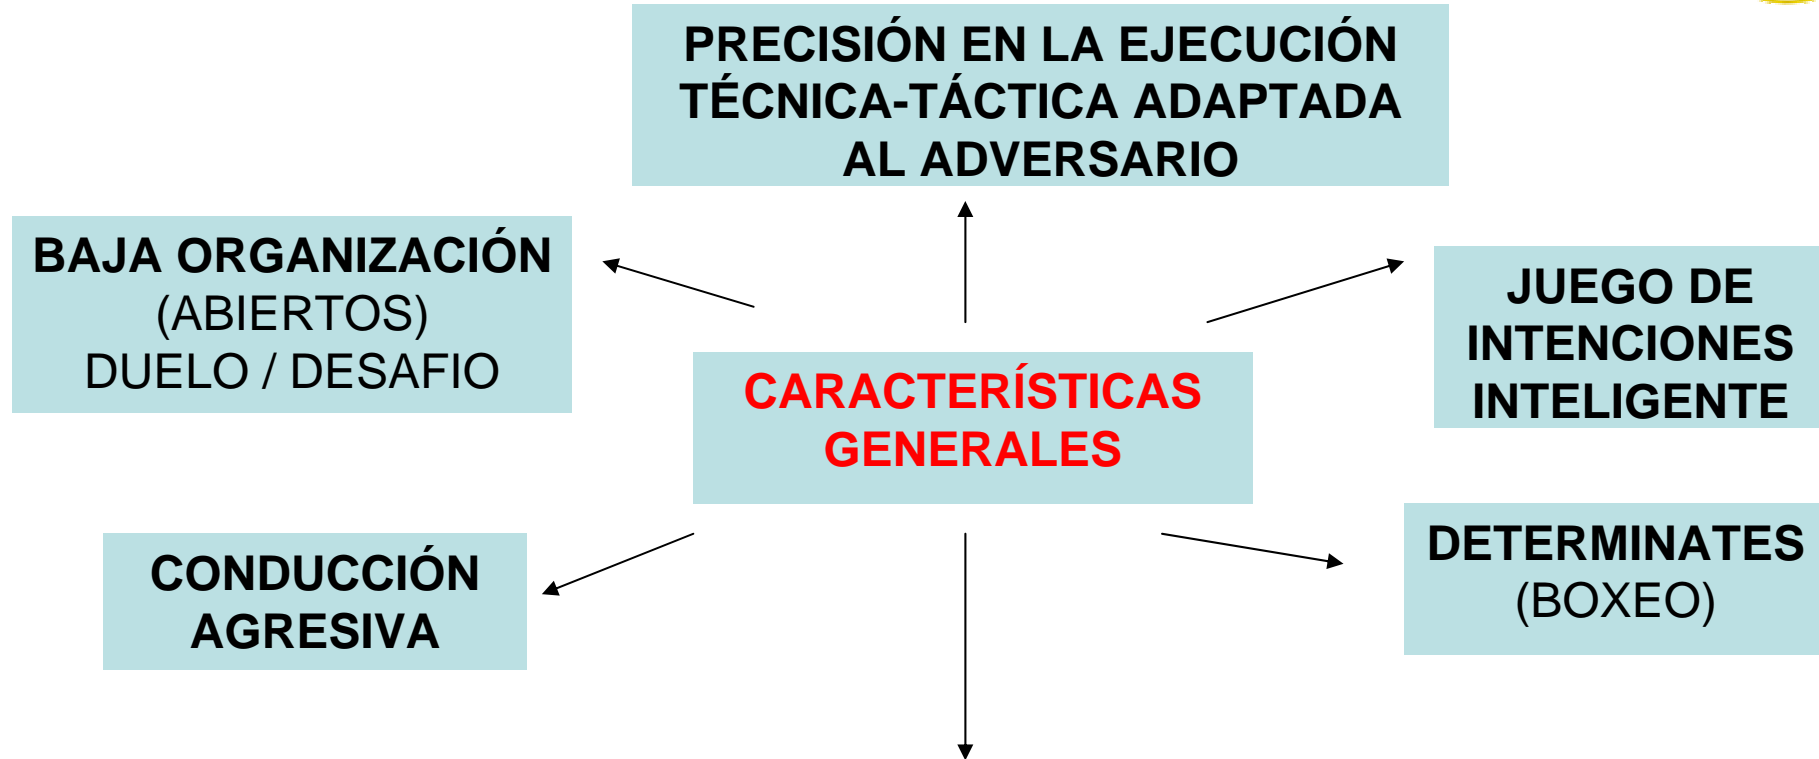 PRECISIÓN EN LA EJECUCIÓN
TÉCNICA-TÁCTICA ADAPTADA
AL ADVERSARIO
BAJA ORGANIZACIÓN
(ABIERTOS)
DUELO / DESAFIO
JUEGO DE
INTENCIONES
INTELIGENTE
CARACTERÍSTICAS
GENERALES
CONDUCCIÓN
AGRESIVA
DETERMINATES
(BOXEO)